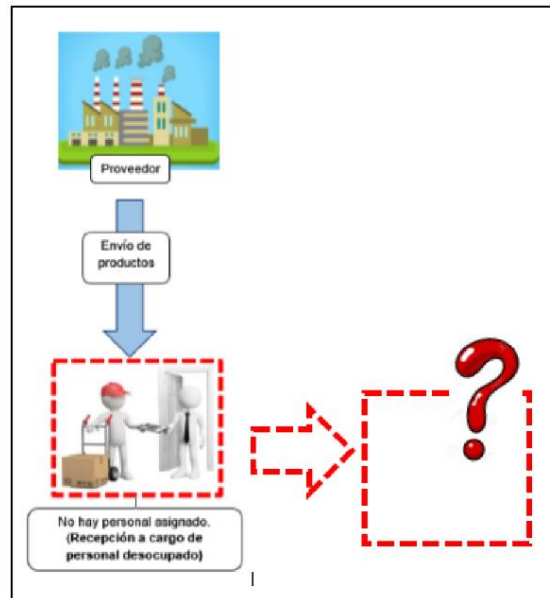 Proveedor
Envío de
productos
No hay personal asignado.
(Recepción a cargo de
personal desocupado)
?